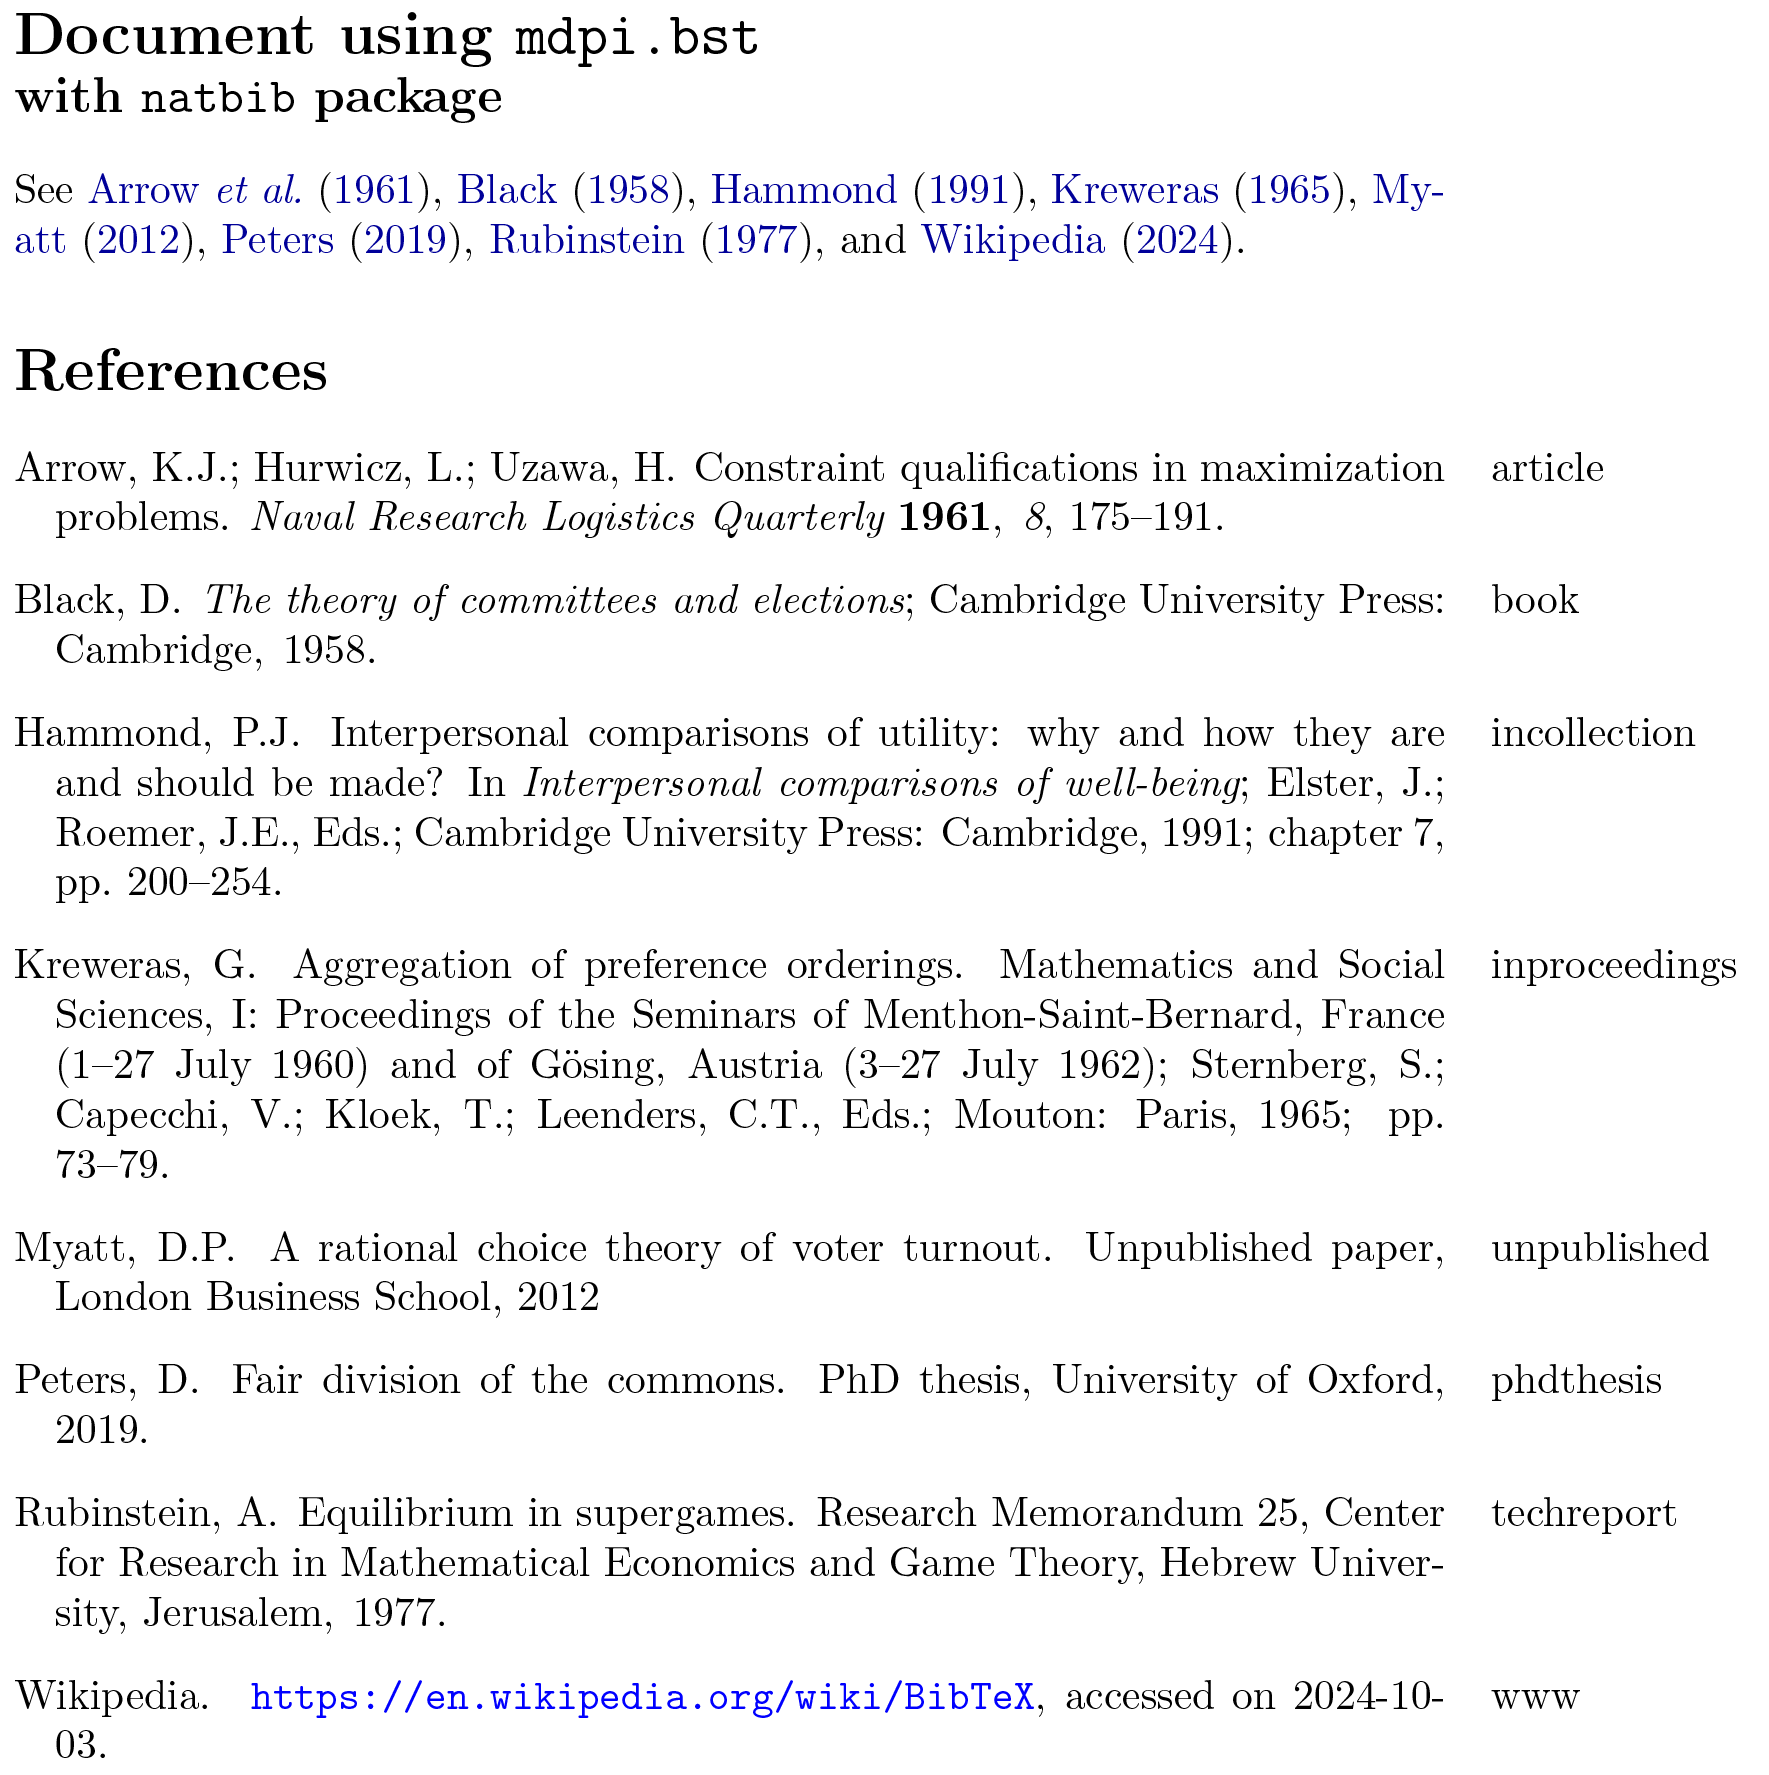 Document using mdpi.bst
with natbib package
See Arrow et al. (1961), Black (1958), Hammond (1991), Kreweras (1965), My-
att (2012), Peters (2019), Rubinstein (1977), and Wikipedia (2024).
References
Arrow, K.J.; Hurwicz, L.; Uzawa, H. Constraint qualifications in maximization article
problems. Naval Research Logistics Quarterly 1961, 8, 175–191.
Black, D. The theory of committees and elections; Cambridge University Press: book
Cambridge, 1958.
Hammond, P.J. Interpersonal comparisons of utility: why and how they are incollection
and should be made? In Interpersonal comparisons of well-being; Elster, J.;
Roemer, J.E., Eds.; Cambridge University Press: Cambridge, 1991; chapter 7,
pp. 200–254.
Kreweras, G. Aggregation of preference orderings. Mathematics and Social inproceedings
Sciences, I: Proceedings of the Seminars of Menthon-Saint-Bernard, France
(1–27 July 1960) and of Gösing, Austria (3–27 July 1962); Sternberg, S.;
Capecchi, V.; Kloek, T.; Leenders, C.T., Eds.; Mouton: Paris, 1965; pp.
73–79.
Myatt, D.P. A rational choice theory of voter turnout. Unpublished paper, unpublished
London Business School, 2012
Peters, D. Fair division of the commons. PhD thesis, University of Oxford, phdthesis
2019.
Rubinstein, A. Equilibrium in supergames. Research Memorandum 25, Center techreport
for Research in Mathematical Economics and Game Theory, Hebrew Univer-
sity, Jerusalem, 1977.
Wikipedia. https://en.wikipedia.org/wiki/BibTeX, accessed on 2024-10- www
03.